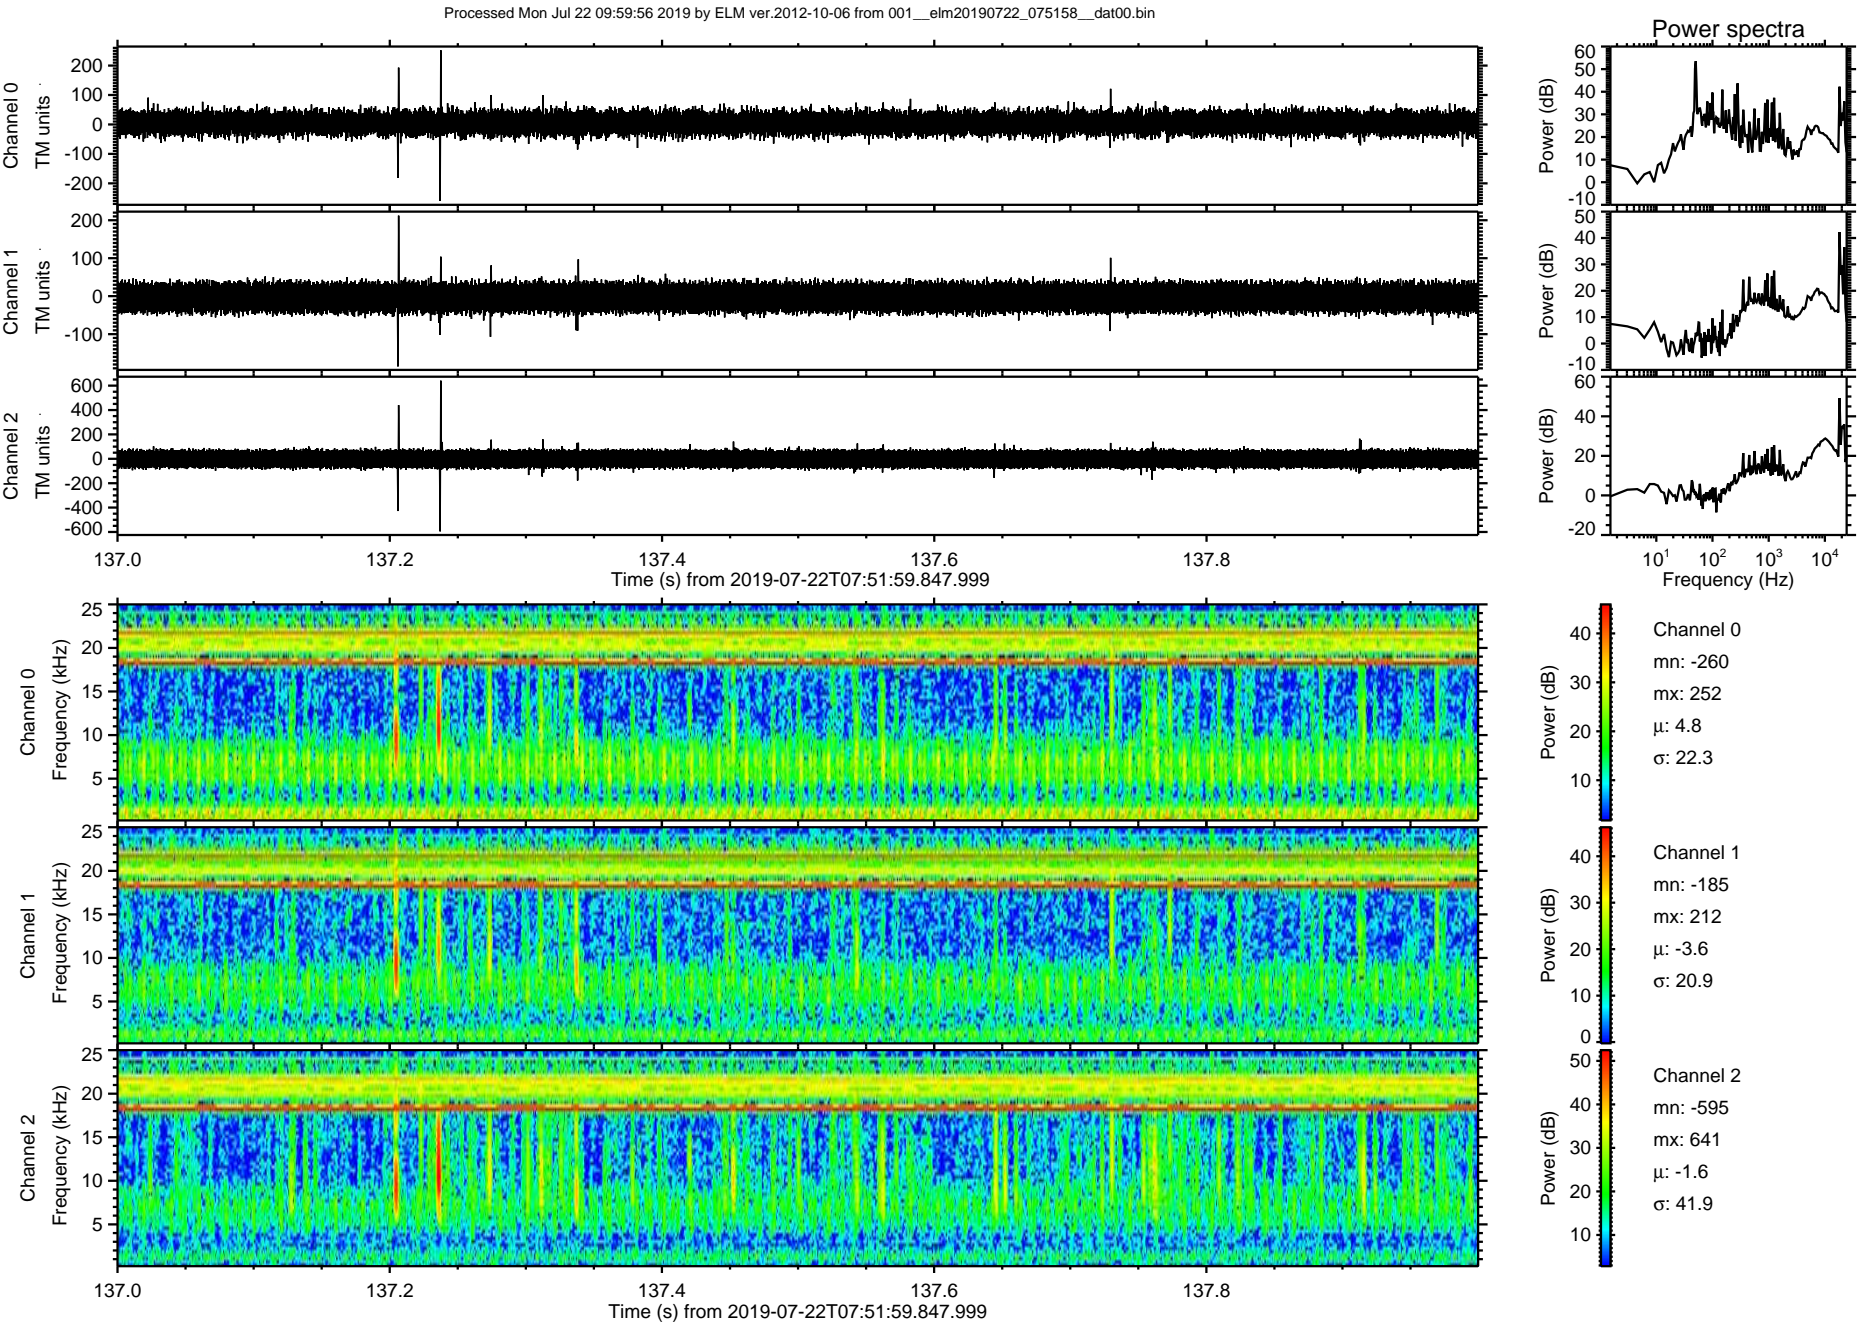 Processed Mon Jul 22 09:59:56 2019 by ELM ver.2012-10-06 from 001__elm20190722_075158__dat00.bin
Power spectra
Channel 0
TM units
200
100
0
-100
-200
Power (dB)
60
50
40
30
20
10
0
-10
Channel 1
TM units
200
100
0
-100
Power (dB)
50
40
30
20
10
0
-10
Channel 2
TM units
600
400
200
0
-200
-400
-600
Power (dB)
60
40
20
0
-20
137.0 137.2 137.4 137.6 137.8
Time (s) from 2019-07-22T07:51:59.847.999
10¹ 10² 10³ 10⁴
Frequency (Hz)
Channel 0
Frequency (kHz)
25
20
15
10
5
Power (dB)
40
30
20
10
Channel 0
mn: -260
mx: 252
µ: 4.8
σ: 22.3
Channel 1
Frequency (kHz)
25
20
15
10
5
Power (dB)
40
30
20
10
0
Channel 1
mn: -185
mx: 212
µ: -3.6
σ: 20.9
Channel 2
Frequency (kHz)
25
20
15
10
5
Power (dB)
50
40
30
20
10
Channel 2
mn: -595
mx: 641
µ: -1.6
σ: 41.9
137.0 137.2 137.4 137.6 137.8
Time (s) from 2019-07-22T07:51:59.847.999